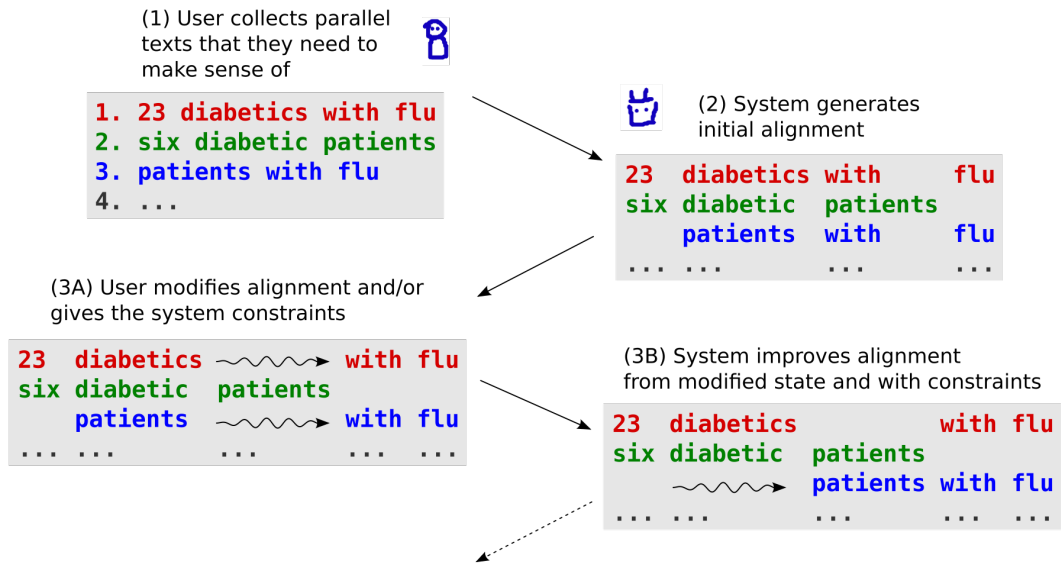 (1) User collects parallel
texts that they need to
make sense of
1. 23 diabetics with flu
2. six diabetic patients
3. patients with flu
4. ...
(2) System generates
initial alignment
23 diabetics with flu
six diabetic patients
patients with flu
... ... ... ...
(3A) User modifies alignment and/or
gives the system constraints
23 diabetics with flu
six diabetic patients
patients with flu
... ... ... ... ...
(3B) System improves alignment
from modified state and with constraints
23 diabetics with flu
six diabetic patients
patients with flu
... ... ... ... ...